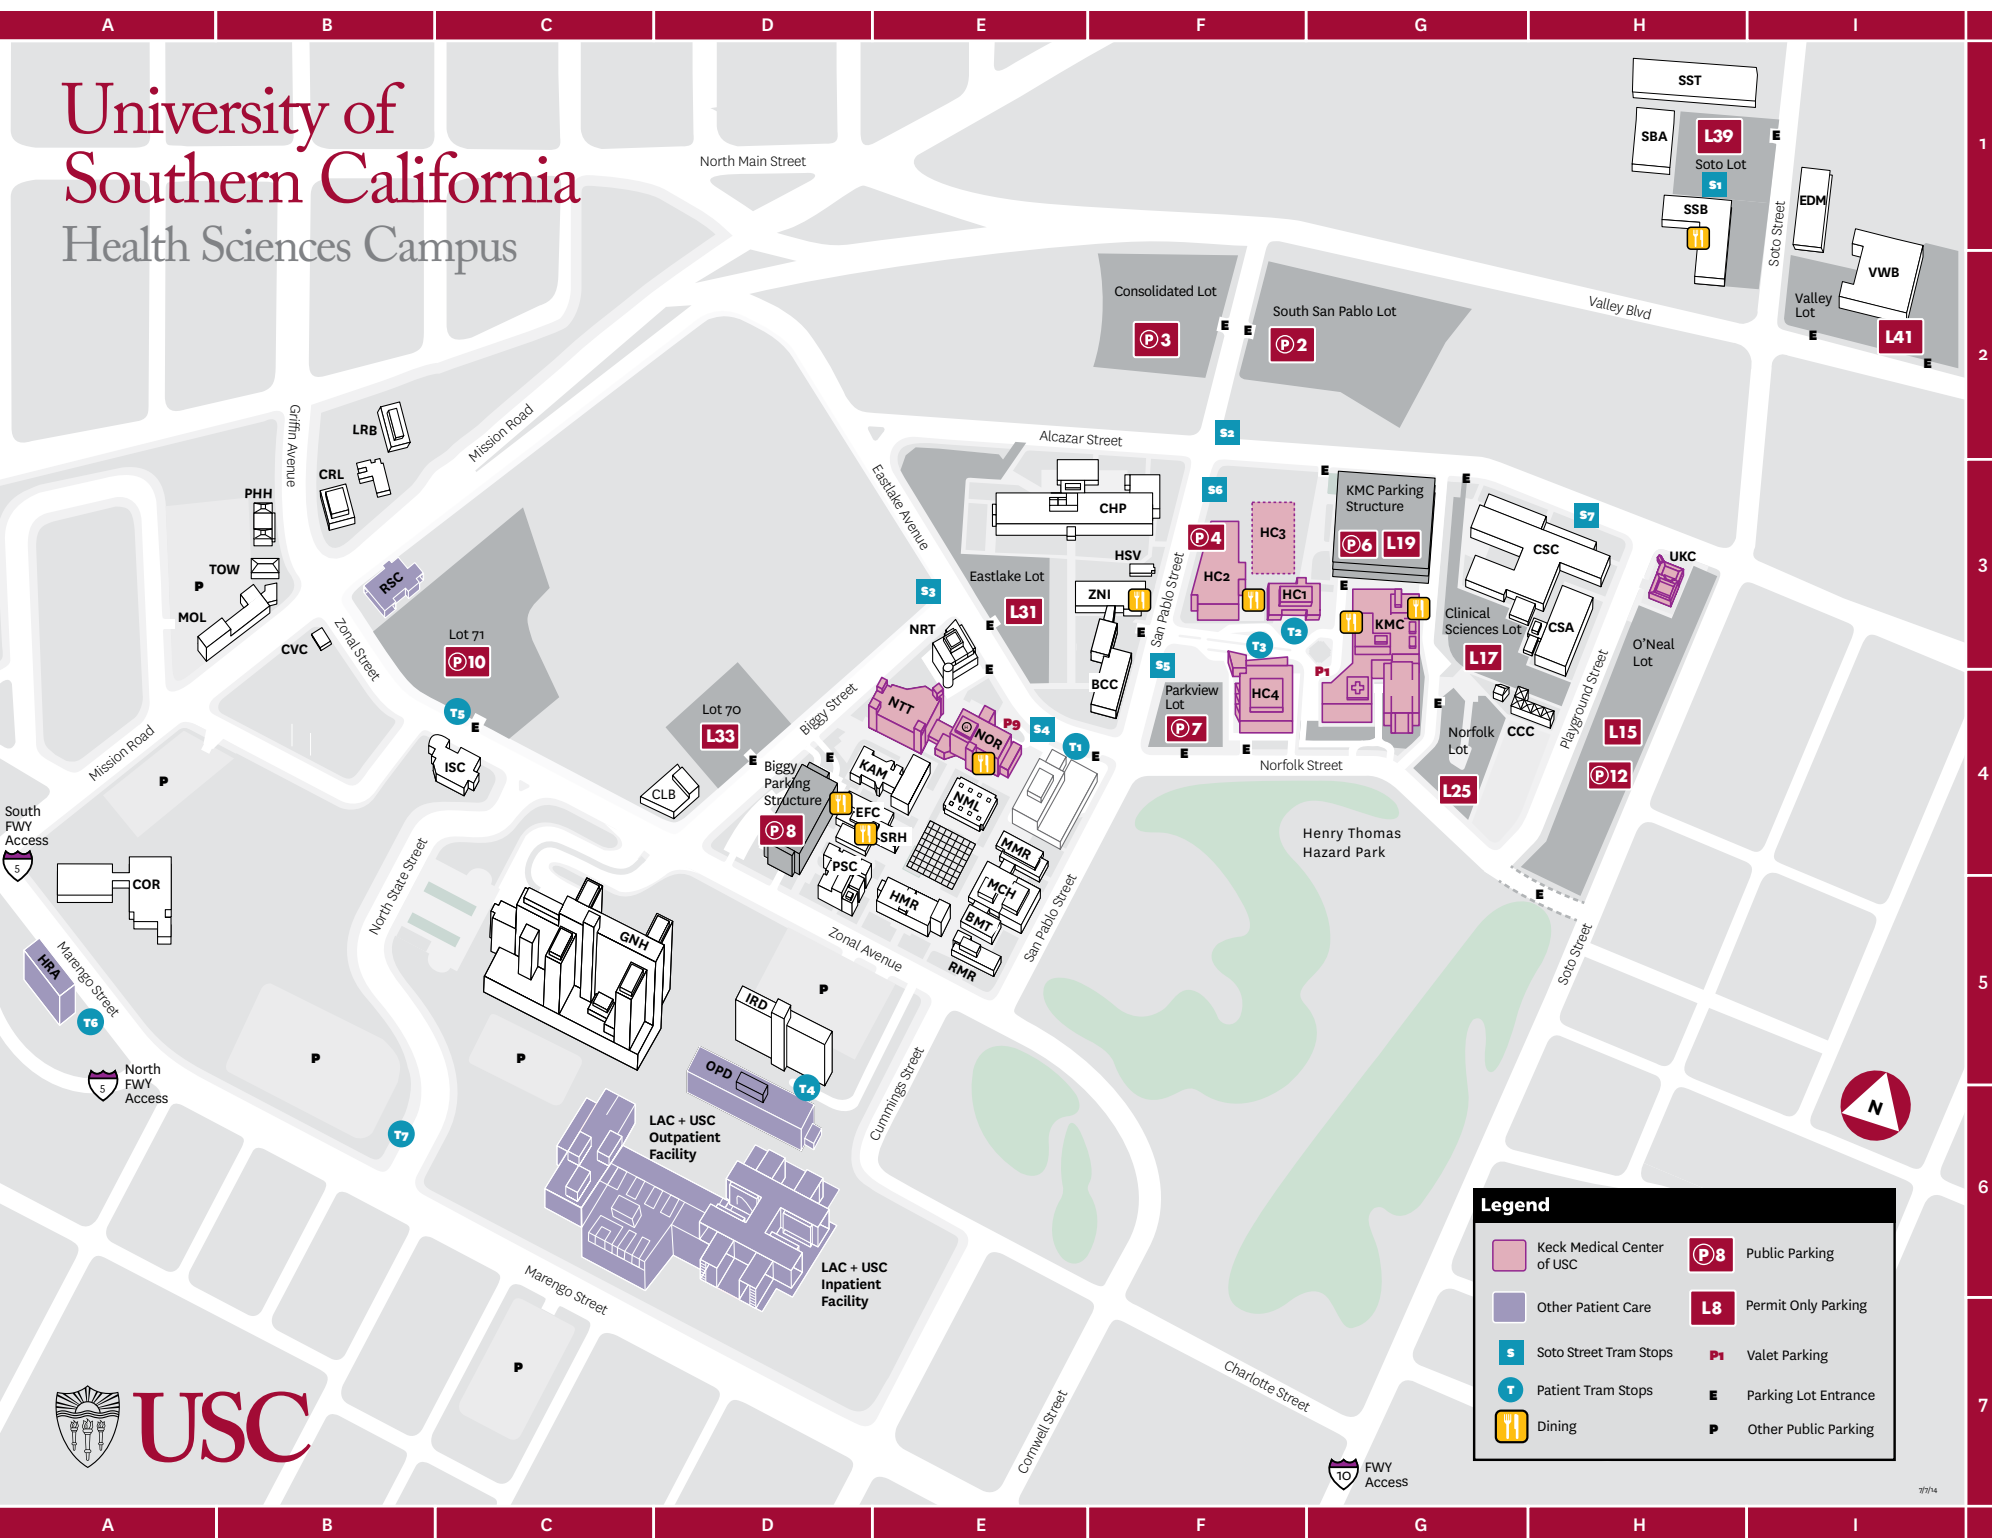 A B C D E F G H I
University of
Southern California
Health Sciences Campus
1
2
3
4
5
6
7
SST
SBA
L39
Soto Lot
S1
E
SSB
EDM
VWB
Soto Street
Valley
Lot
L41
E
E
Valley Blvd
North Main Street
Consolidated Lot
P3
E
E
South San Pablo Lot
P2
S2
Alcazar Street
Griffin Avenue
LRB
CRL
PHH
TOW
P
MOL
CVC
RSC
Mission Road
Zonal Street
Lot 71
P10
T5
E
ISC
Eastlake Avenue
CHP
HSV
Eastlake Lot
L31
E
E
S3
NRT
ZNI
E
BCC
San Pablo Street
S6
P4
HC3
HC2
HC1
T2
T3
S5
Parkview
Lot
P7
E
E
HC4
P1
E
KMC Parking
Structure
P6
L19
E
KMC
E
CSC
S7
UKC
Clinical
Sciences Lot
L17
CSA
O'Neal
Lot
E
Norfolk
Lot
L25
CCC
Playground Street
L15
P12
E
Norfolk Street
Henry Thomas
Hazard Park
Soto Street
Lot 70
L33
E
Biggy Street
NTT
P9
NOR
S4
T1
E
Biggy
Parking
Structure
P8
E
KAM
EFC
SRH
PSC
NML
MMR
MCH
HMR
BMT
RMR
San Pablo Street
CLB
Zonal Avenue
Mission Road
P
South
FWY
Access
5
COR
North State Street
Marengo Street
HRA
T6
5
North
FWY
Access
P
T7
P
GNH
P
IRD
OPD
T4
Cummings Street
LAC + USC
Outpatient
Facility
LAC + USC
Inpatient
Facility
Marengo Street
P
Cornwell Street
Charlotte Street
10
FWY
Access
N
Legend
Keck Medical Center
of USC
Other Patient Care
S Soto Street Tram Stops
T Patient Tram Stops
Dining
P8 Public Parking
L8 Permit Only Parking
P1 Valet Parking
E Parking Lot Entrance
P Other Public Parking
7/7/14
USC
A B C D E F G H I